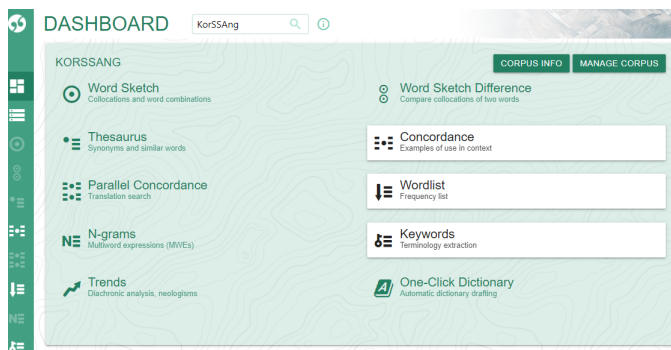 DASHBOARD
KorSSAng
KORSSANG
CORPUS INFO
MANAGE CORPUS
Word Sketch
Collocations and word combinations
Word Sketch Difference
Compare collocations of two words
Thesaurus
Synonyms and similar words
Concordance
Examples of use in context
Parallel Concordance
Translation search
Wordlist
Frequency list
N-grams
Multiword expressions (MWEs)
Keywords
Terminology extraction
Trends
Diachronic analysis, neologisms
One-Click Dictionary
Automatic dictionary drafting